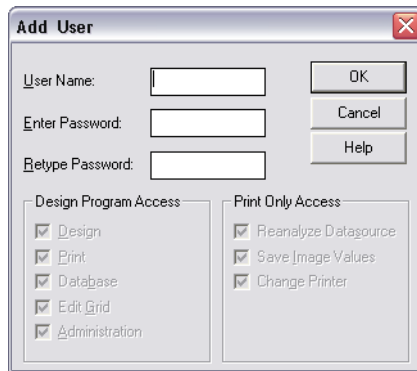 Add User
User Name:
OK
Enter Password:
Cancel
Retype Password:
Help
Design Program Access
Design
Print
Database
Edit Grid
Administration
Print Only Access
Reanalyze Datasource
Save Image Values
Change Printer